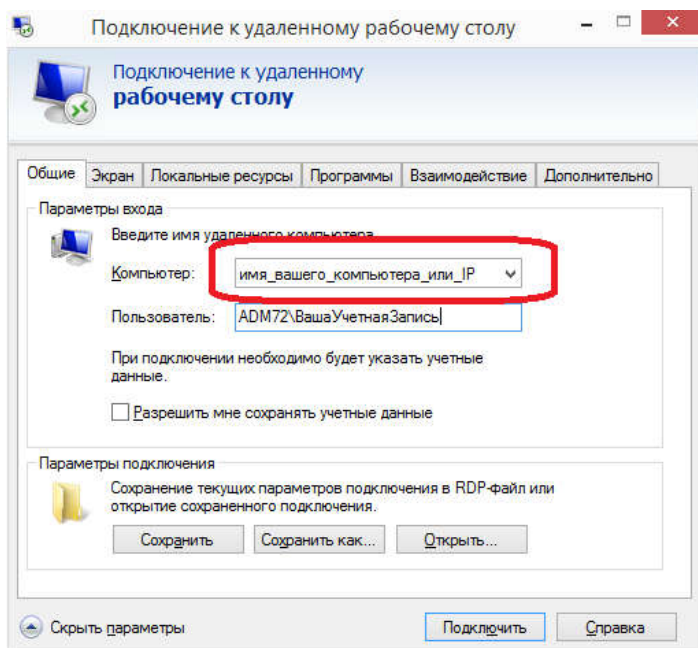 Подключение к удаленному рабочему столу
Подключение к удаленному
рабочему столу
Общие Экран Локальные ресурсы Программы Взаимодействие Дополнительно
Параметры входа
Введите имя удаленного компьютера.
Компьютер: имя_вашего_компьютера_или_IP
Пользователь: ADM72\ВашаУчетнаяЗапись
При подключении необходимо будет указать учетные
данные.
Разрешить мне сохранять учетные данные
Параметры подключения
Сохранение текущих параметров подключения в RDP-файл или
открытие сохраненного подключения.
Сохранить Сохранить как... Открыть...
Скрыть параметры Подключить Справка